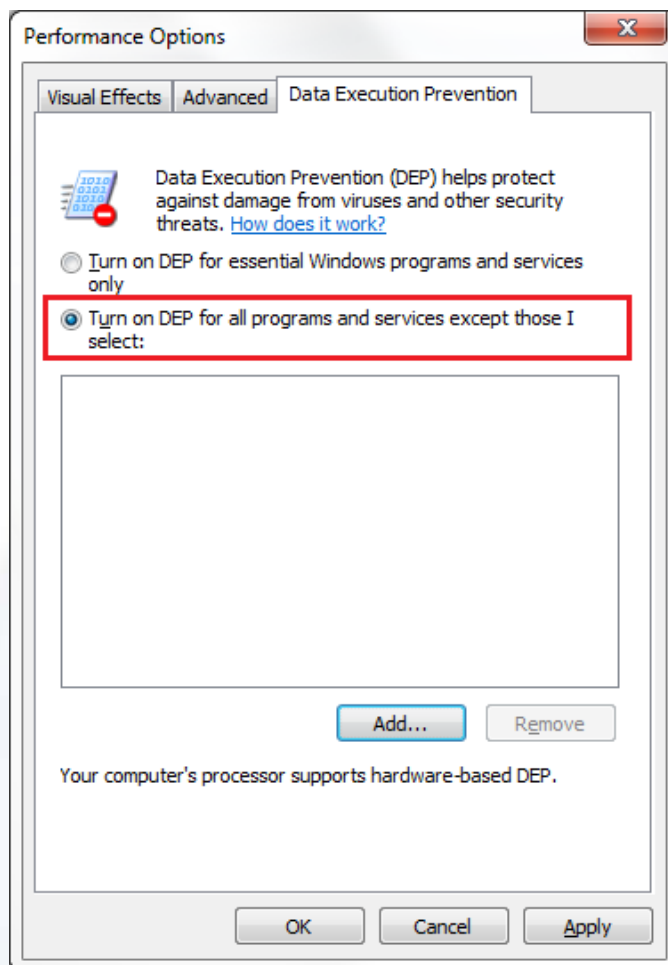 Performance Options
Visual Effects
Advanced
Data Execution Prevention
Data Execution Prevention (DEP) helps protect
against damage from viruses and other security
threats. How does it work?
Turn on DEP for essential Windows programs and services
only
Turn on DEP for all programs and services except those I
select:
Add...
Remove
Your computer's processor supports hardware-based DEP.
OK
Cancel
Apply